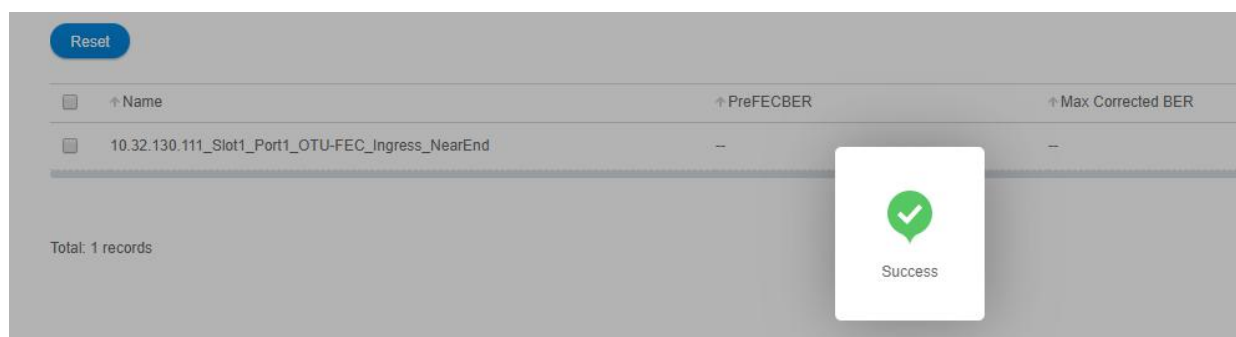 Reset
↑Name ↑PreFECBER ↑Max Corrected BER
10.32.130.111_Slot1_Port1_OTU-FEC_Ingress_NearEnd -- --
Total: 1 records
Success